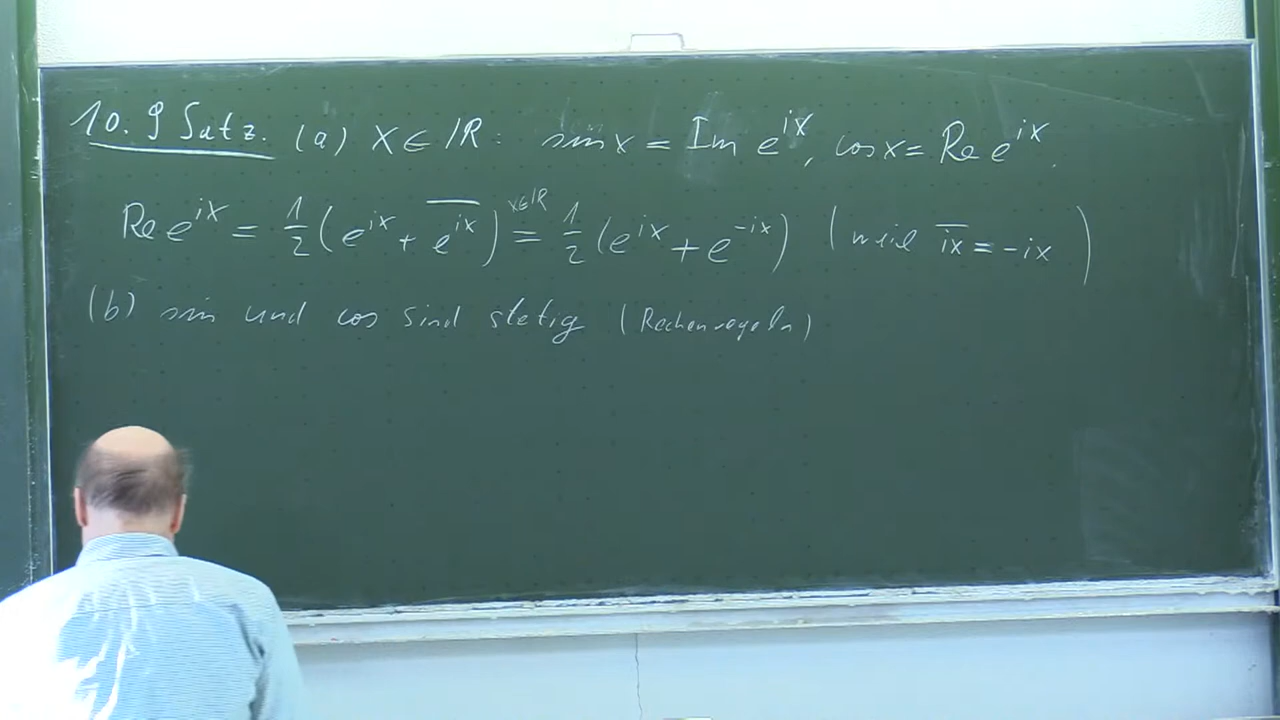 10.9 Satz. (a) x ∈ ℝ: sin x = Im e^{ix}, cos x = Re e^{ix}.
Re e^{ix} = 1/2 (e^{ix} + \overline{e^{ix}}) \overset{x∈ℝ}{=} 1/2 (e^{ix} + e^{-ix}) (weil \overline{ix} = -ix)
(b) sin und cos sind stetig (Rechenregeln)